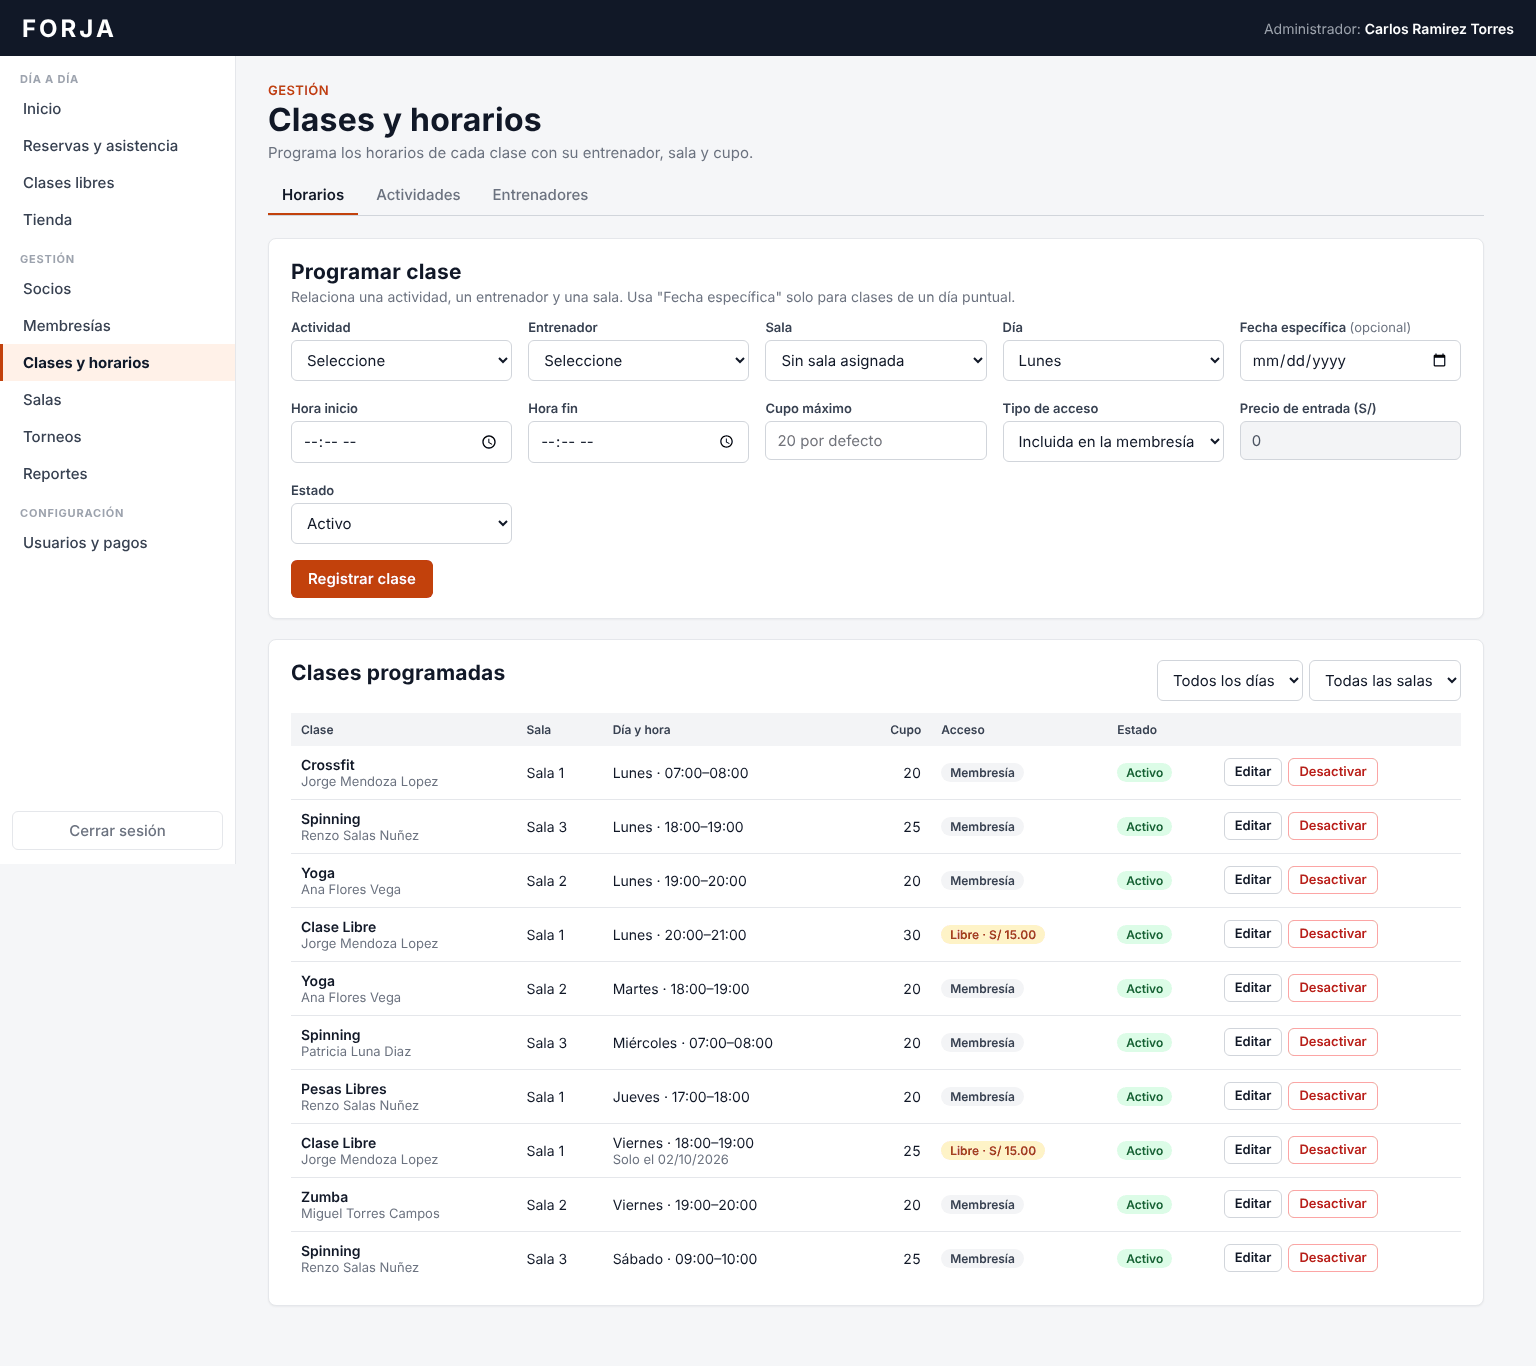 FORJA
Administrador: Carlos Ramirez Torres
DÍA A DÍA
Inicio
Reservas y asistencia
Clases libres
Tienda
GESTIÓN
Socios
Membresías
Clases y horarios
Salas
Torneos
Reportes
CONFIGURACIÓN
Usuarios y pagos
Cerrar sesión
GESTIÓN
Clases y horarios
Programa los horarios de cada clase con su entrenador, sala y cupo.
Horarios Actividades Entrenadores
Programar clase
Relaciona una actividad, un entrenador y una sala. Usa "Fecha específica" solo para clases de un día puntual.
Actividad Entrenador Sala Día Fecha específica (opcional)
Seleccione Seleccione Sin sala asignada Lunes mm/dd/yyyy
Hora inicio Hora fin Cupo máximo Tipo de acceso Precio de entrada (S/)
--:-- -- --:-- -- 20 por defecto Incluida en la membresía 0
Estado
Activo
Registrar clase
Clases programadas
Todos los días Todas las salas
Clase Sala Día y hora Cupo Acceso Estado
Crossfit
Jorge Mendoza Lopez
Sala 1 Lunes · 07:00–08:00 20 Membresía Activo Editar Desactivar
Spinning
Renzo Salas Nuñez
Sala 3 Lunes · 18:00–19:00 25 Membresía Activo Editar Desactivar
Yoga
Ana Flores Vega
Sala 2 Lunes · 19:00–20:00 20 Membresía Activo Editar Desactivar
Clase Libre
Jorge Mendoza Lopez
Sala 1 Lunes · 20:00–21:00 30 Libre · S/ 15.00 Activo Editar Desactivar
Yoga
Ana Flores Vega
Sala 2 Martes · 18:00–19:00 20 Membresía Activo Editar Desactivar
Spinning
Patricia Luna Diaz
Sala 3 Miércoles · 07:00–08:00 20 Membresía Activo Editar Desactivar
Pesas Libres
Renzo Salas Nuñez
Sala 1 Jueves · 17:00–18:00 20 Membresía Activo Editar Desactivar
Clase Libre
Jorge Mendoza Lopez
Sala 1 Viernes · 18:00–19:00 25 Libre · S/ 15.00 Activo Editar Desactivar
Solo el 02/10/2026
Zumba
Miguel Torres Campos
Sala 2 Viernes · 19:00–20:00 20 Membresía Activo Editar Desactivar
Spinning
Renzo Salas Nuñez
Sala 3 Sábado · 09:00–10:00 25 Membresía Activo Editar Desactivar